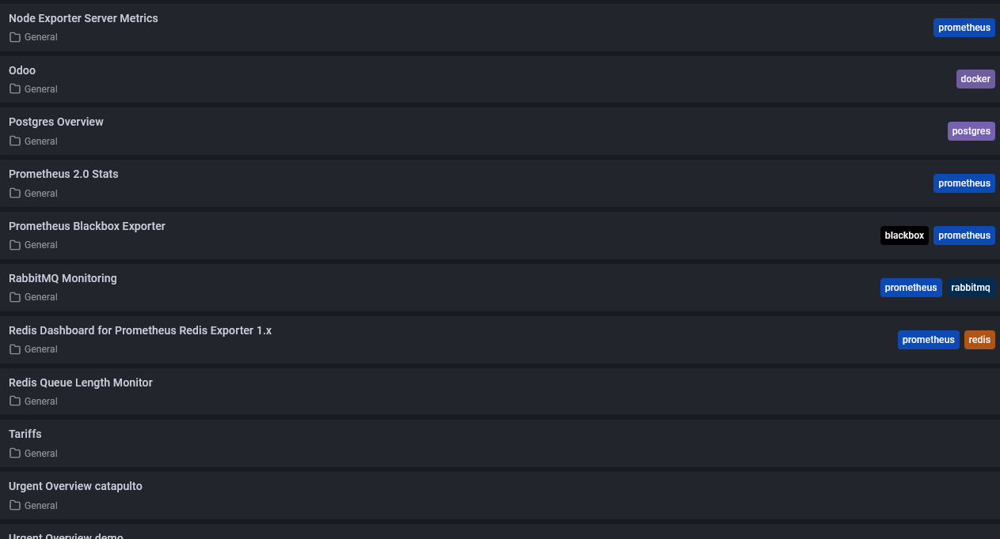 Node Exporter Server Metrics
General
prometheus
Odoo
General
docker
Postgres Overview
General
postgres
Prometheus 2.0 Stats
General
prometheus
Prometheus Blackbox Exporter
General
blackbox prometheus
RabbitMQ Monitoring
General
prometheus rabbitmq
Redis Dashboard for Prometheus Redis Exporter 1.x
General
prometheus redis
Redis Queue Length Monitor
General
Tariffs
General
Urgent Overview catapulto
General
Urgent Overview demo